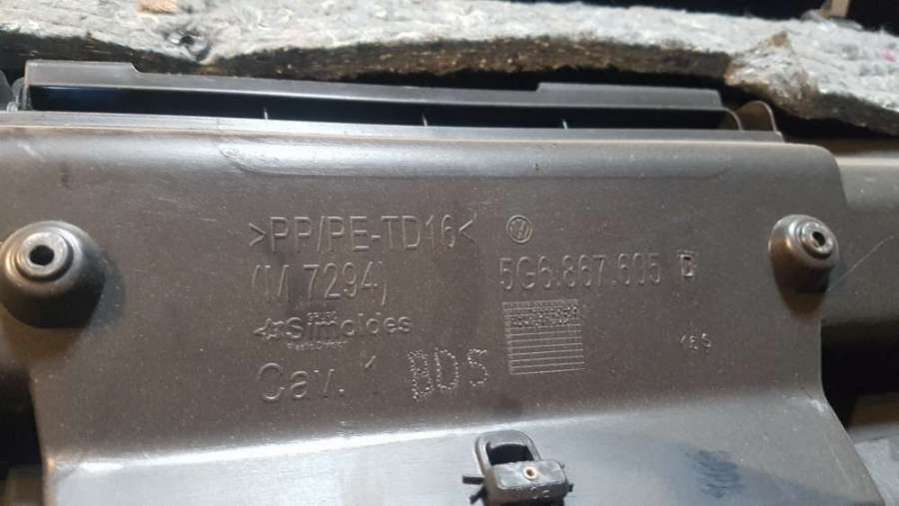 >PP/PE-TD16<
(M 7294)
5G6.867.605
Simoldes
Cav. 1 BDS